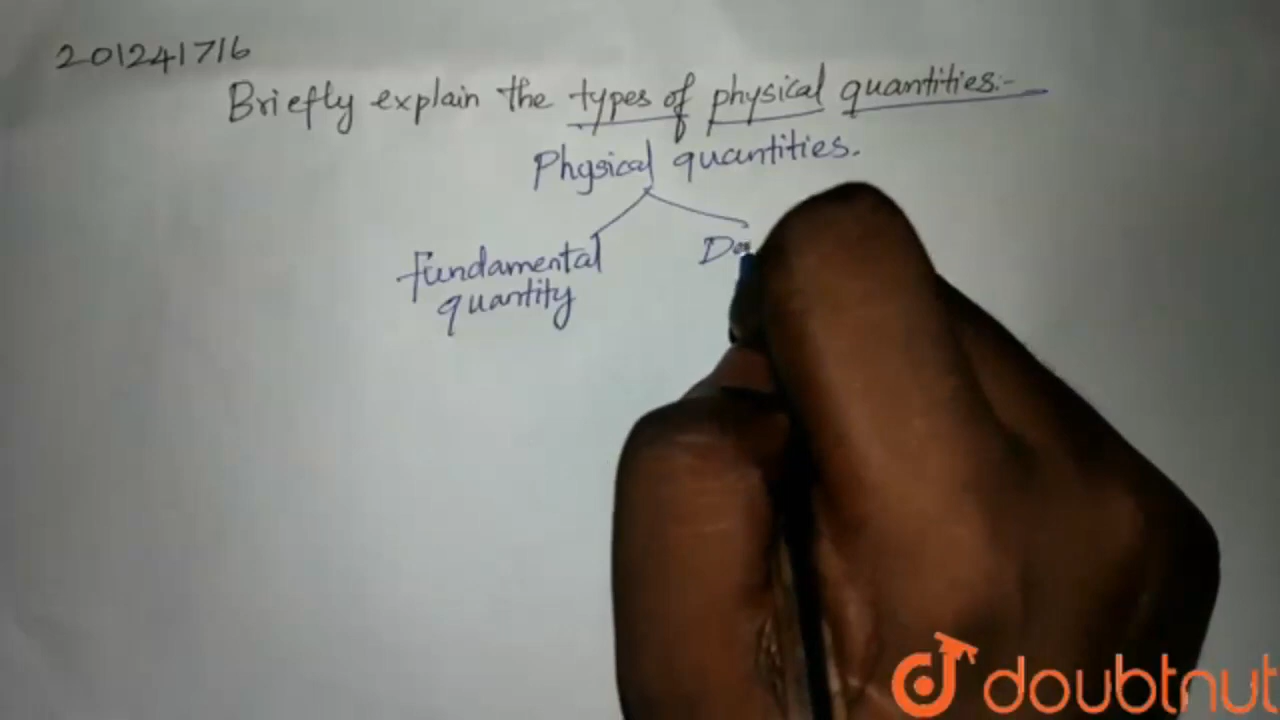 201241716
Briefly explain the types of physical quantities:-
Physical quantities.
Fundamental
quantity
doubtnut